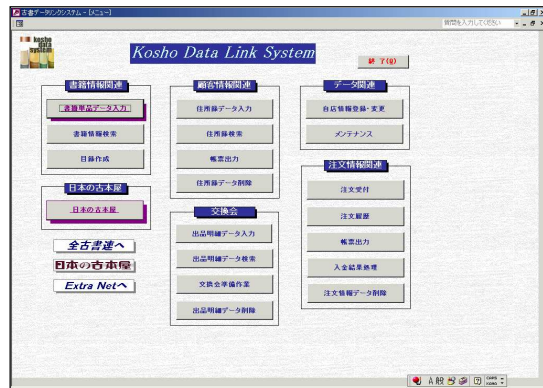 古書データリンクシステム - [メニュー]
質問を入力してください
kosho
data
system
Kosho Data Link System
終 了(Q)
書籍情報関連
書籍単品データ入力
書籍情報検索
目録作成
日本の古本屋
日本の古本屋
全古書連へ
日本の古本屋
Extra Netへ
顧客情報関連
住所録データ入力
住所録検索
帳票出力
住所録データ削除
交換会
出品明細データ入力
出品明細データ検索
交換会準備作業
出品明細データ削除
データ関連
自店情報登録・変更
メンテナンス
注文情報関連
注文受付
注文履歴
帳票出力
入金結果処理
注文情報データ削除
A 般
CAPS
KANA